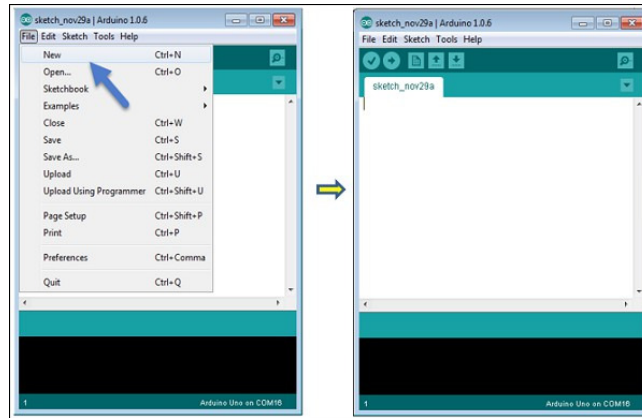 sketch_nov29a | Arduino 1.0.6
File Edit Sketch Tools Help
New Ctrl+N
Open... Ctrl+O
Sketchbook
Examples
Close Ctrl+W
Save Ctrl+S
Save As... Ctrl+Shift+S
Upload Ctrl+U
Upload Using Programmer Ctrl+Shift+U
Page Setup Ctrl+Shift+P
Print Ctrl+P
Preferences Ctrl+Comma
Quit Ctrl+Q
1 Arduino Uno on COM16
sketch_nov29a | Arduino 1.0.6
File Edit Sketch Tools Help
sketch_nov29a
1 Arduino Uno on COM16